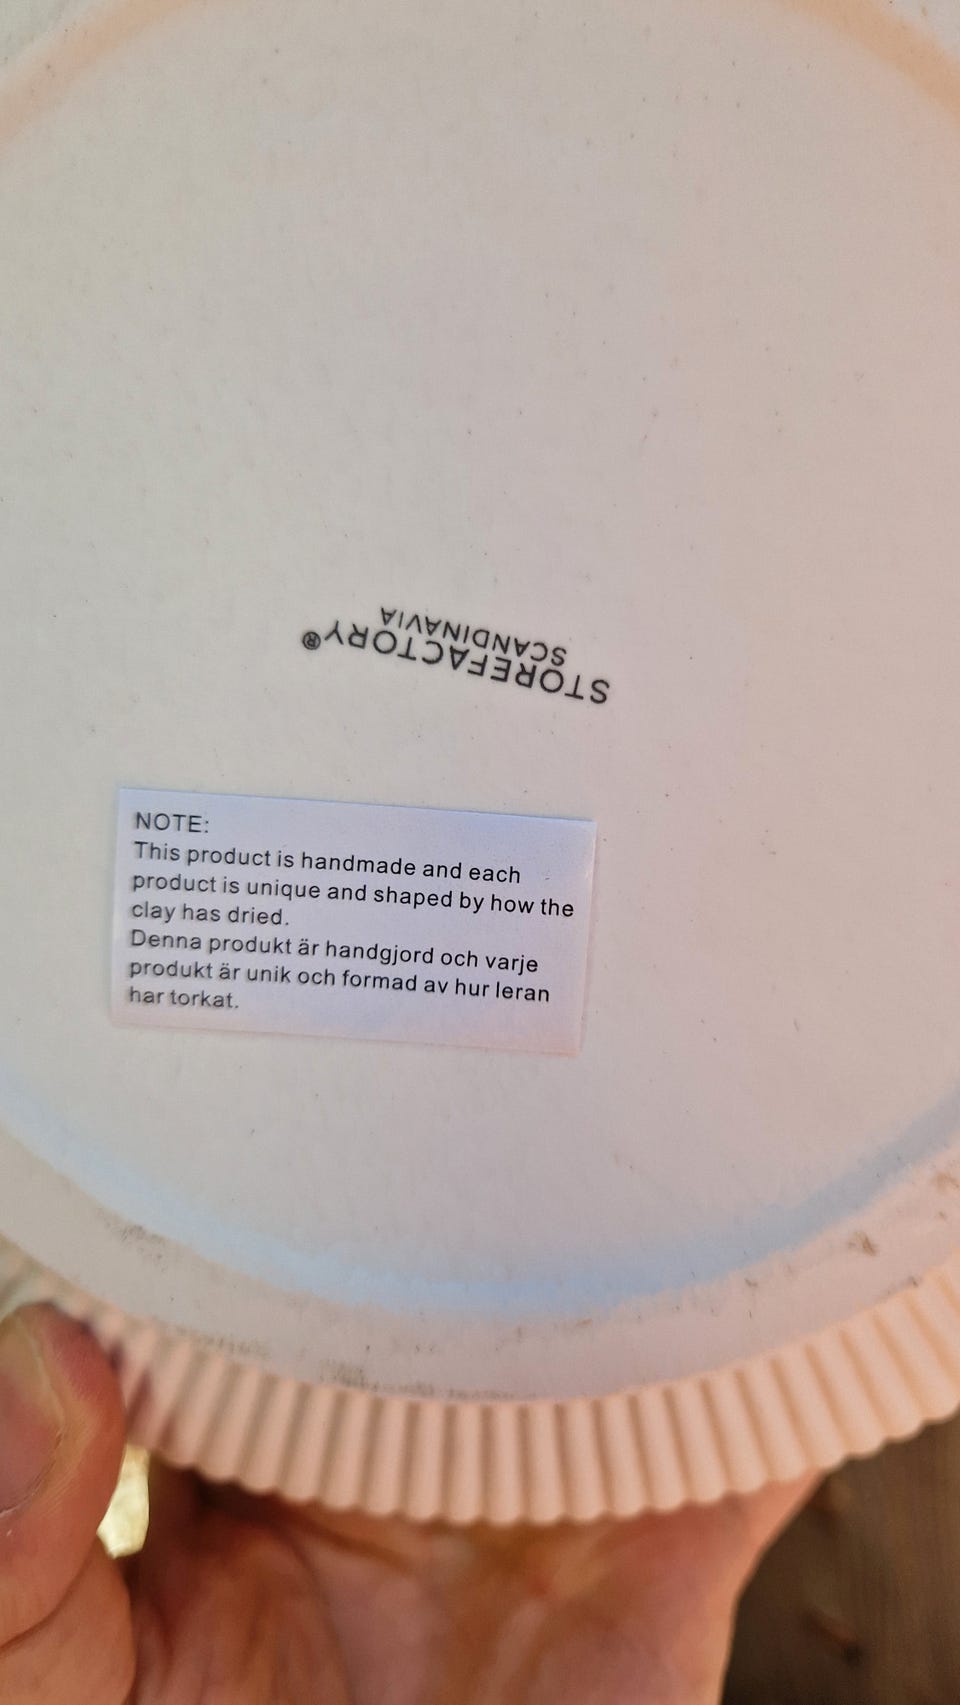 STOREFACTORY®
SCANDINAVIA
NOTE:
This product is handmade and each
product is unique and shaped by how the
clay has dried.
Denna produkt är handgjord och varje
produkt är unik och formad av hur leran
har torkat.